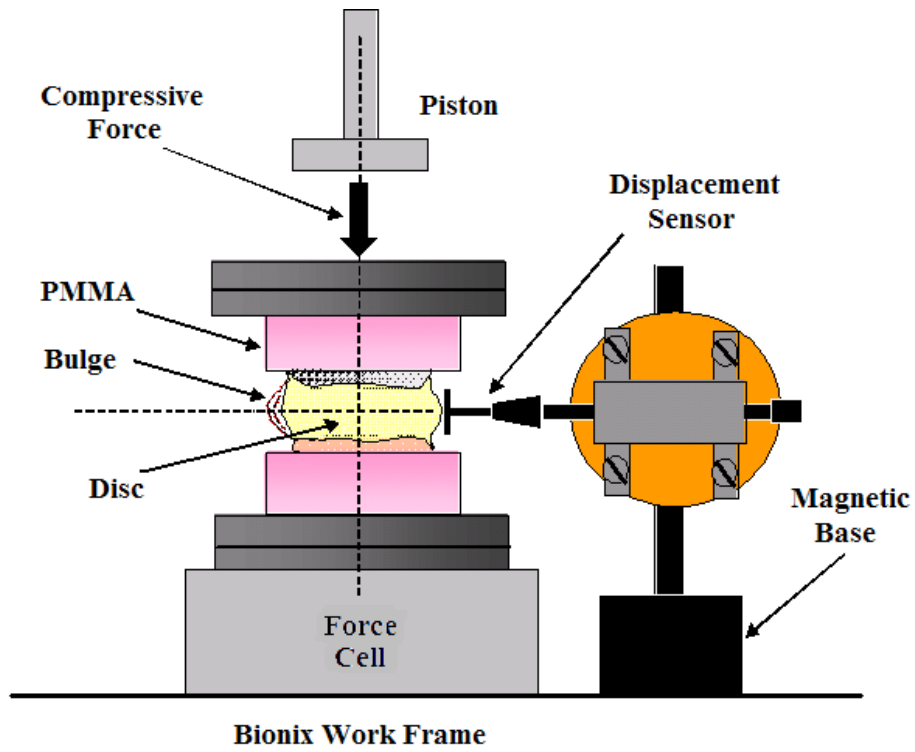 Compressive
Force
Piston
Displacement
Sensor
PMMA
Bulge
Disc
Magnetic
Base
Force
Cell
Bionix Work Frame